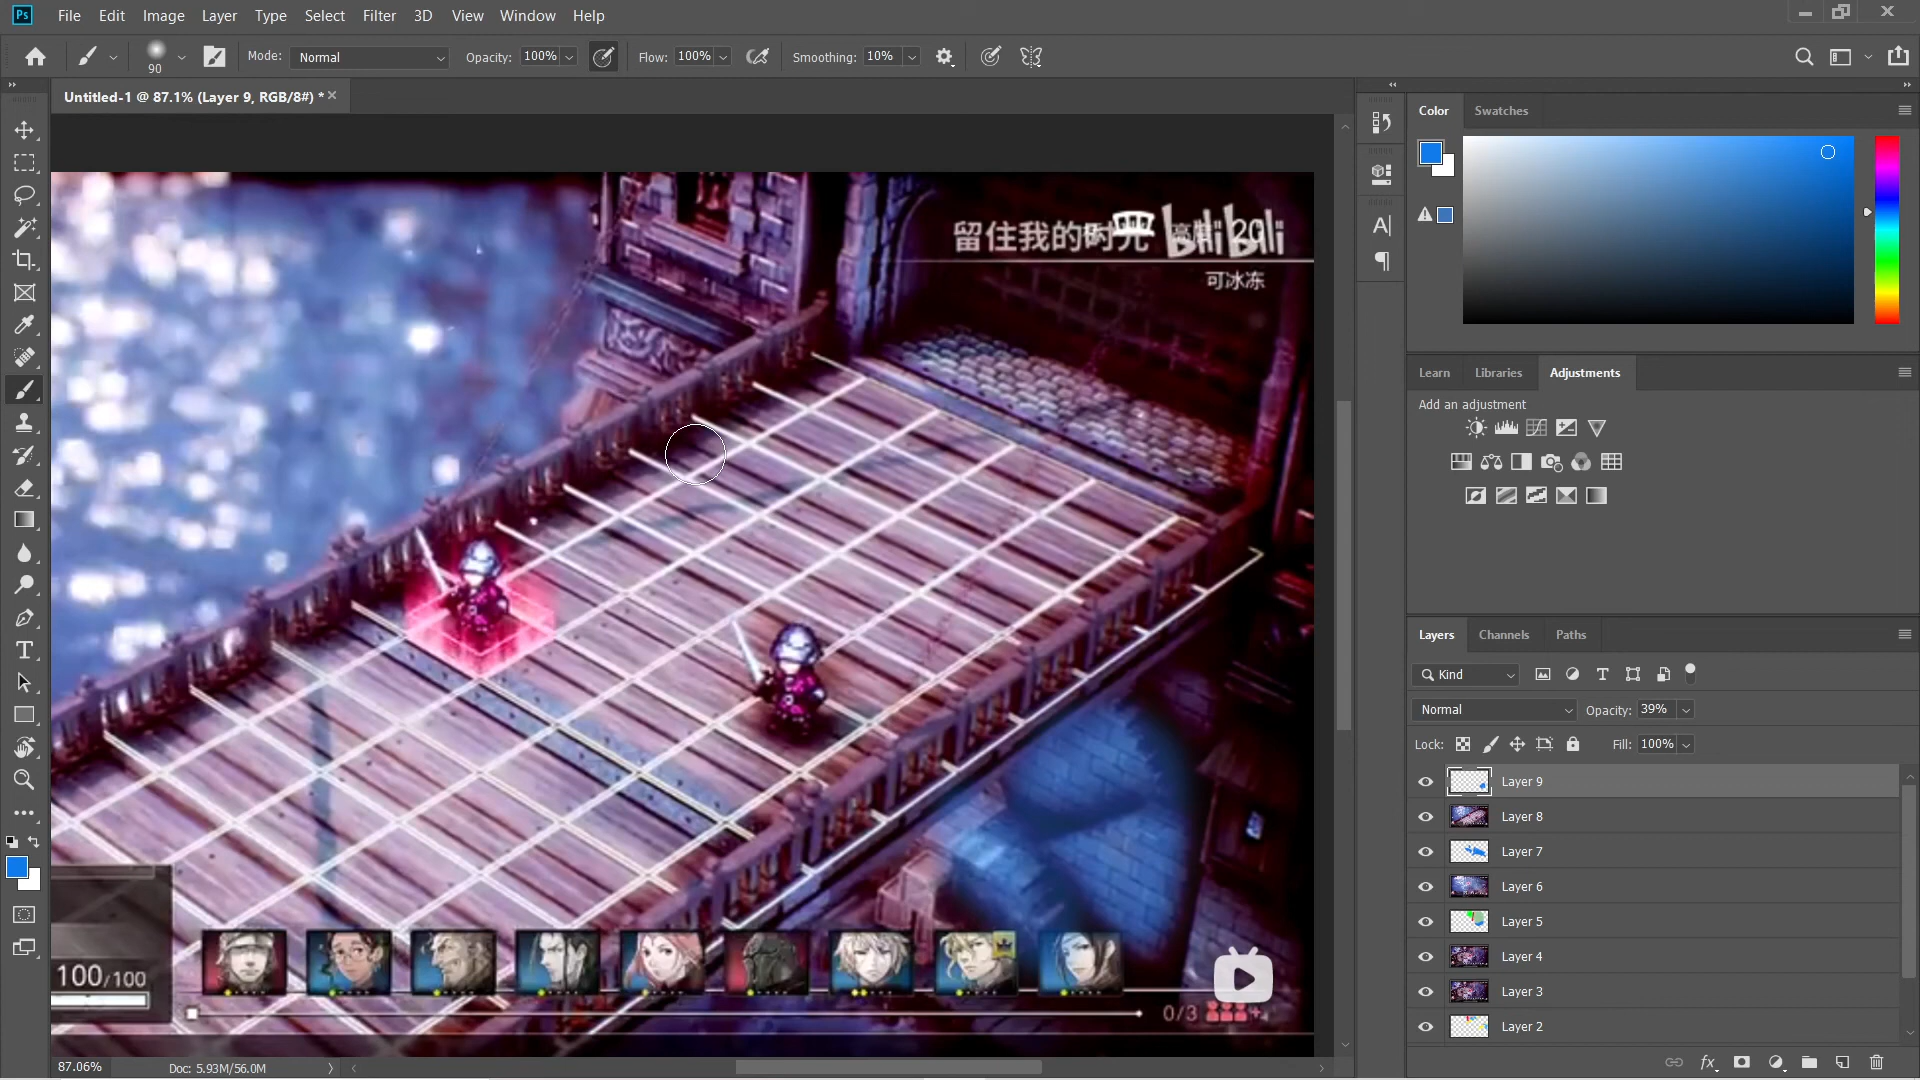 Ps File Edit Image Layer Type Select Filter 3D View Window Help
90 Mode: Normal Opacity: 100% Flow: 100% Smoothing: 10%
Untitled-1 @ 87.1% (Layer 9, RGB/8#) *
Color Swatches
留住我的时光 bilibili
可冰冻
Learn Libraries Adjustments
Add an adjustment
Layers Channels Paths
Kind
Normal Opacity: 39%
Lock: Fill: 100%
Layer 9
Layer 8
Layer 7
Layer 6
Layer 5
Layer 4
Layer 3
Layer 2
100/100
0/3
87.06% Doc: 5.93M/56.0M